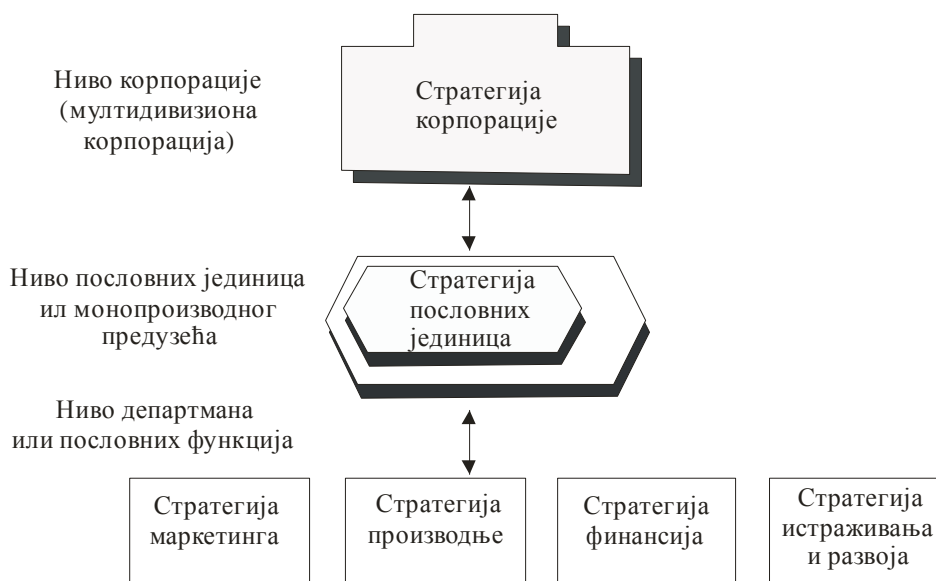 Ниво корпорације
(мултидивизиона
корпорација)
Стратегија
корпорације
Ниво пословних јединица
ил монопроизводног
предузећа
Стратегија
пословних
јединица
Ниво департмана
или пословних функција
Стратегија
маркетинга
Стратегија
производње
Стратегија
финансија
Стратегија
истраживања
и развоја